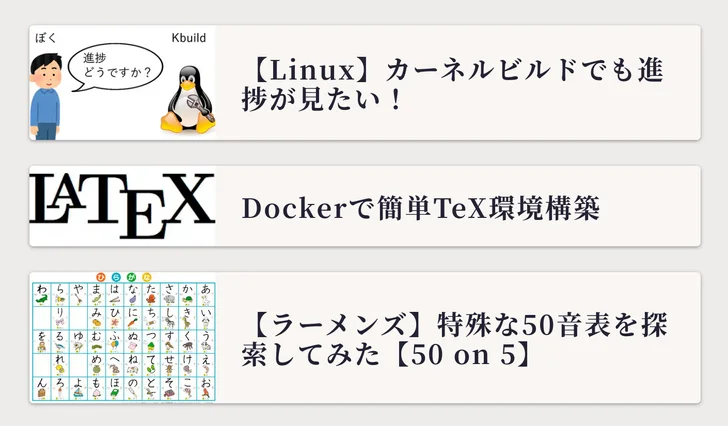 ぼく
Kbuild
進捗
どうですか？
【Linux】カーネルビルドでも進
捗が見たい！
LATEX
Dockerで簡単TeX環境構築
ひらがな
わらやまはなたさかあ
りみひにちしきい
をるゆむふぬつすくう
れめへねてせけえ
んろよもほのとそこお
【ラーメンズ】特殊な50音表を探
索してみた【50 on 5】